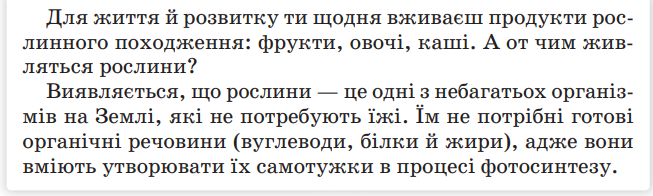 Для життя й розвитку ти щодня вживаєш продукти рос-
линного походження: фрукти, овочі, каші. А от чим жив-
ляться рослини?
Виявляється, що рослини — це одні з небагатьох організ-
мів на Землі, які не потребують їжі. Їм не потрібні готові
органічні речовини (вуглеводи, білки й жири), адже вони
вміють утворювати їх самотужки в процесі фотосинтезу.